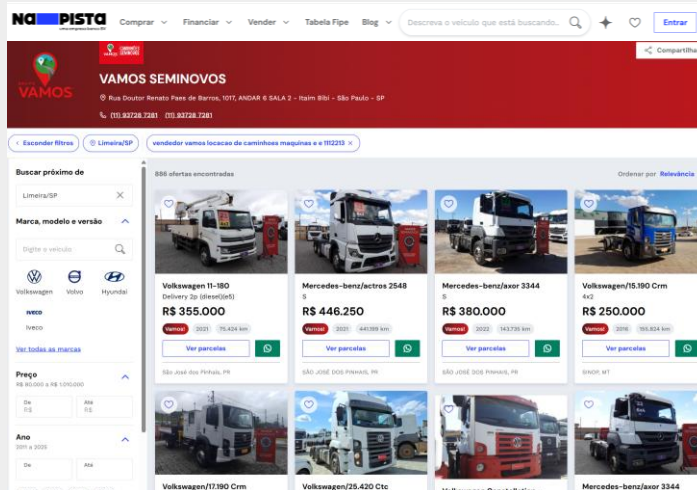 NaPISTa
Comprar Financiar Vender Tabela Fipe Blog Descreva o veículo que está buscando... Entrar
VAMOS
VAMOS SEMINOVOS
Rua Doutor Renato Paes de Barros, 1017, ANDAR 6 SALA 2 - Itaim Bibi - São Paulo - SP
(11) 93728 7281 (11) 93728 7281
Compartilha
Esconder filtros Limeira/SP vendedor vamos locacao de caminhoes maquinas e e 1112213 ×
Buscar próximo de
Limeira/SP
Marca, modelo e versão
Digite o veículo
Volkswagen Volvo Hyundai
IVECO
Iveco
Ver todas as marcas
Preço
R$ 90.000 a R$ 1.010.000
De
R$
Até
R$
Ano
2011 a 2025
De Até
886 ofertas encontradas
Ordenar por Relevância
Volkswagen 11-180
Delivery 2p (diesel)(e5)
R$ 355.000
Vamos! 2021 75.424 km
Ver parcelas
São José dos Pinhais, PR
Mercedes-benz/actros 2548
S
R$ 446.250
Vamos! 2021 441.189 km
Ver parcelas
SÃO JOSÉ DOS PINHAIS, PR
Mercedes-benz/axor 3344
S
R$ 380.000
Vamos! 2022 143.735 km
Ver parcelas
SÃO JOSÉ DOS PINHAIS, PR
Volkswagen/15.190 Crm
4x2
R$ 250.000
Vamos! 2016 155.824 km
Ver parcelas
SINOP, MT
Volkswagen/17.190 Crm
Volkswagen/25.420 Ctc
Volkswagen Constellation
Mercedes-benz/axor 3344